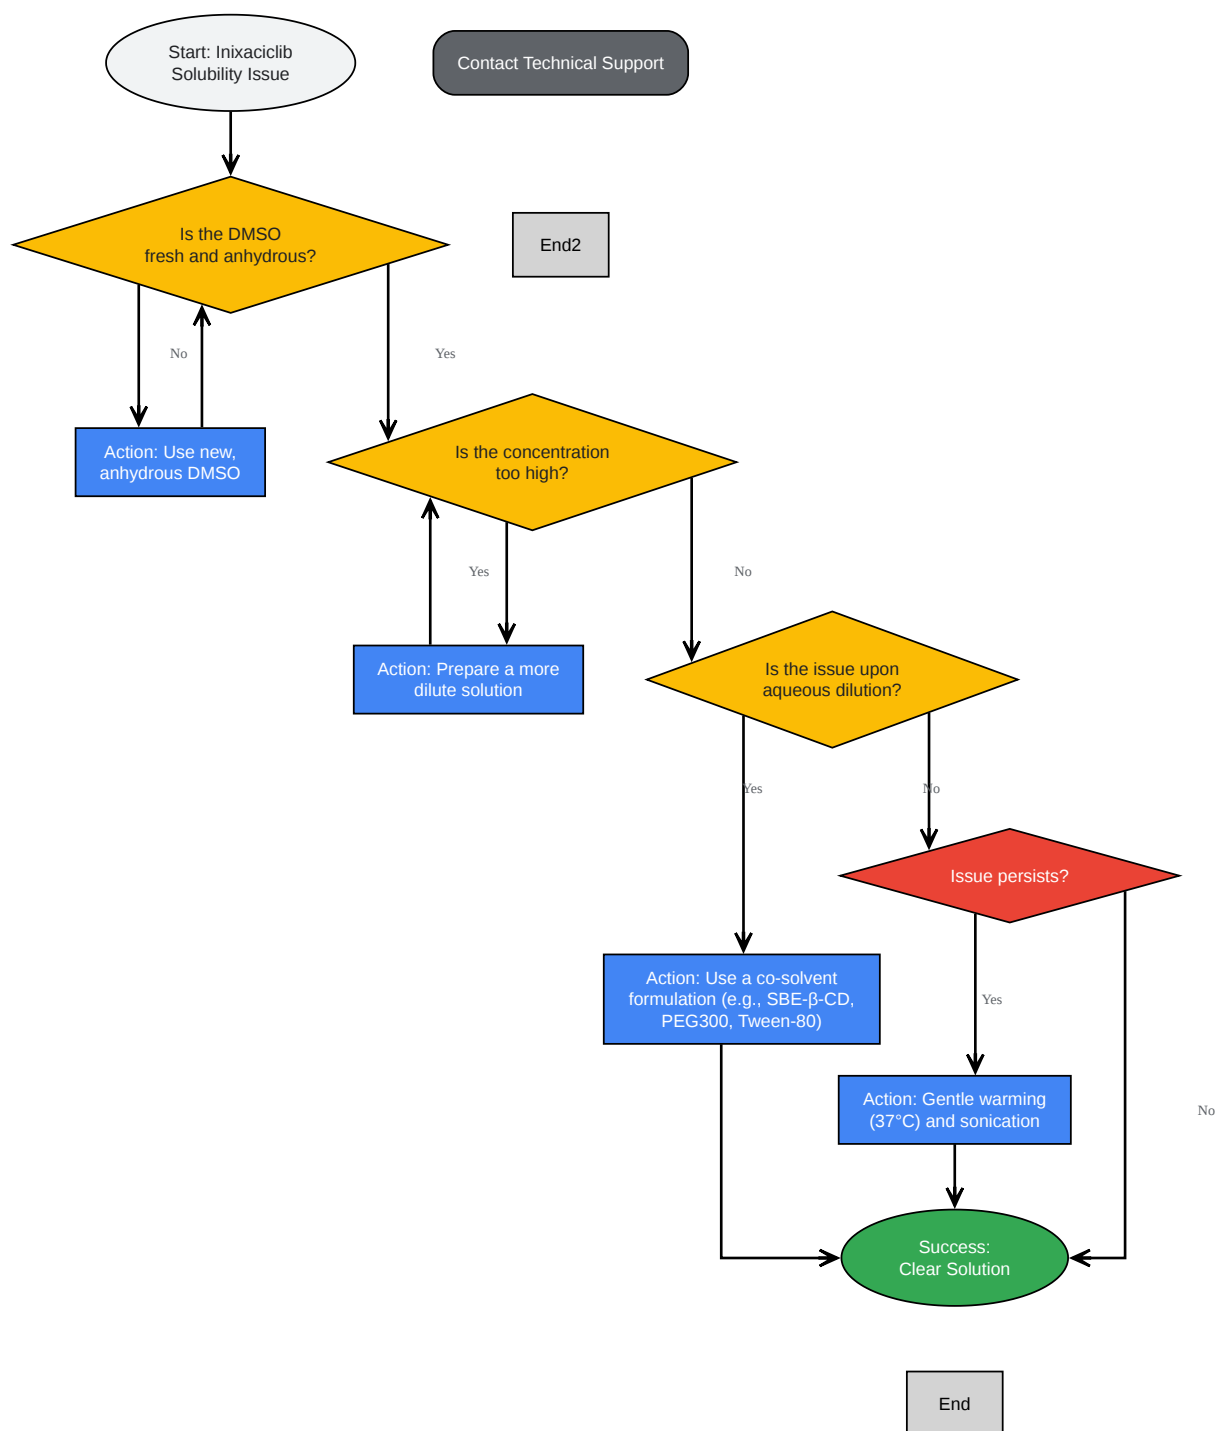 Start: Inixaciclib
Solubility Issue
Contact Technical Support
Is the DMSO
fresh and anhydrous?
End2
No
Yes
Action: Use new,
anhydrous DMSO
Is the concentration
too high?
Yes
No
Action: Prepare a more
dilute solution
Is the issue upon
aqueous dilution?
Yes
No
Issue persists?
Action: Use a co-solvent
formulation (e.g., SBE-β-CD,
PEG300, Tween-80)
Yes
Action: Gentle warming
(37°C) and sonication
No
Success:
Clear Solution
End